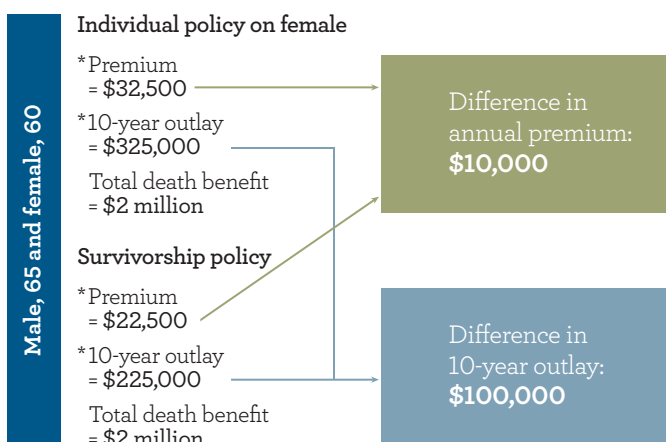 Male, 65 and female, 60
Individual policy on female
*Premium
= $32,500
*10-year outlay
= $325,000
Total death benefit
= $2 million
Survivorship policy
*Premium
= $22,500
*10-year outlay
= $225,000
Total death benefit
= $2 million
Difference in
annual premium:
$10,000
Difference in
10-year outlay:
$100,000